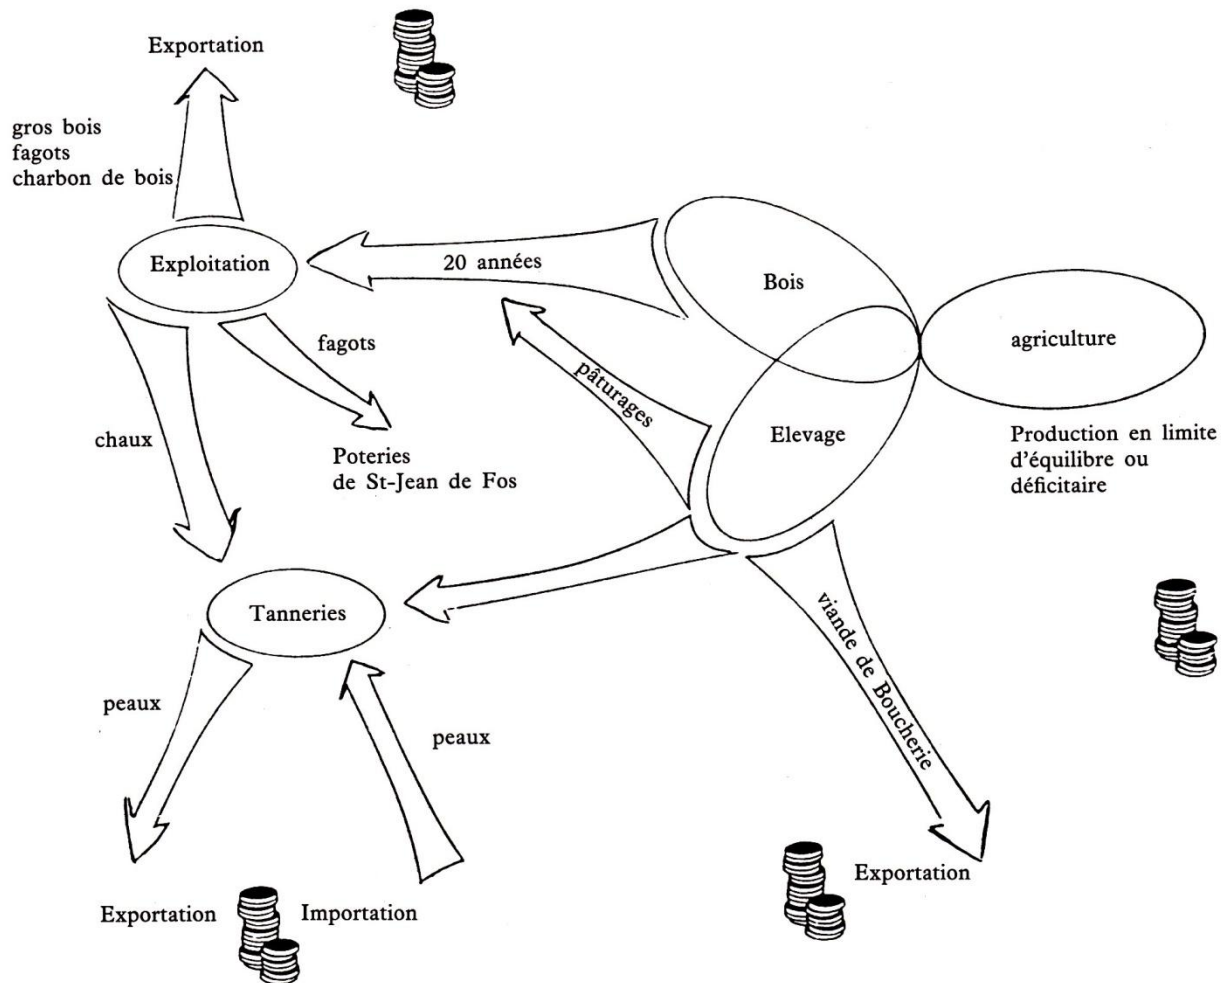 Exportation
gros bois
fagots
charbon de bois
Exploitation
20 années
Bois
agriculture
fagots
pâturages
chaux
Elevage
Poteries
de St-Jean de Fos
Production en limite
d'équilibre ou
déficitaire
Tanneries
viande de Boucherie
peaux
peaux
Exportation
Exportation
Importation